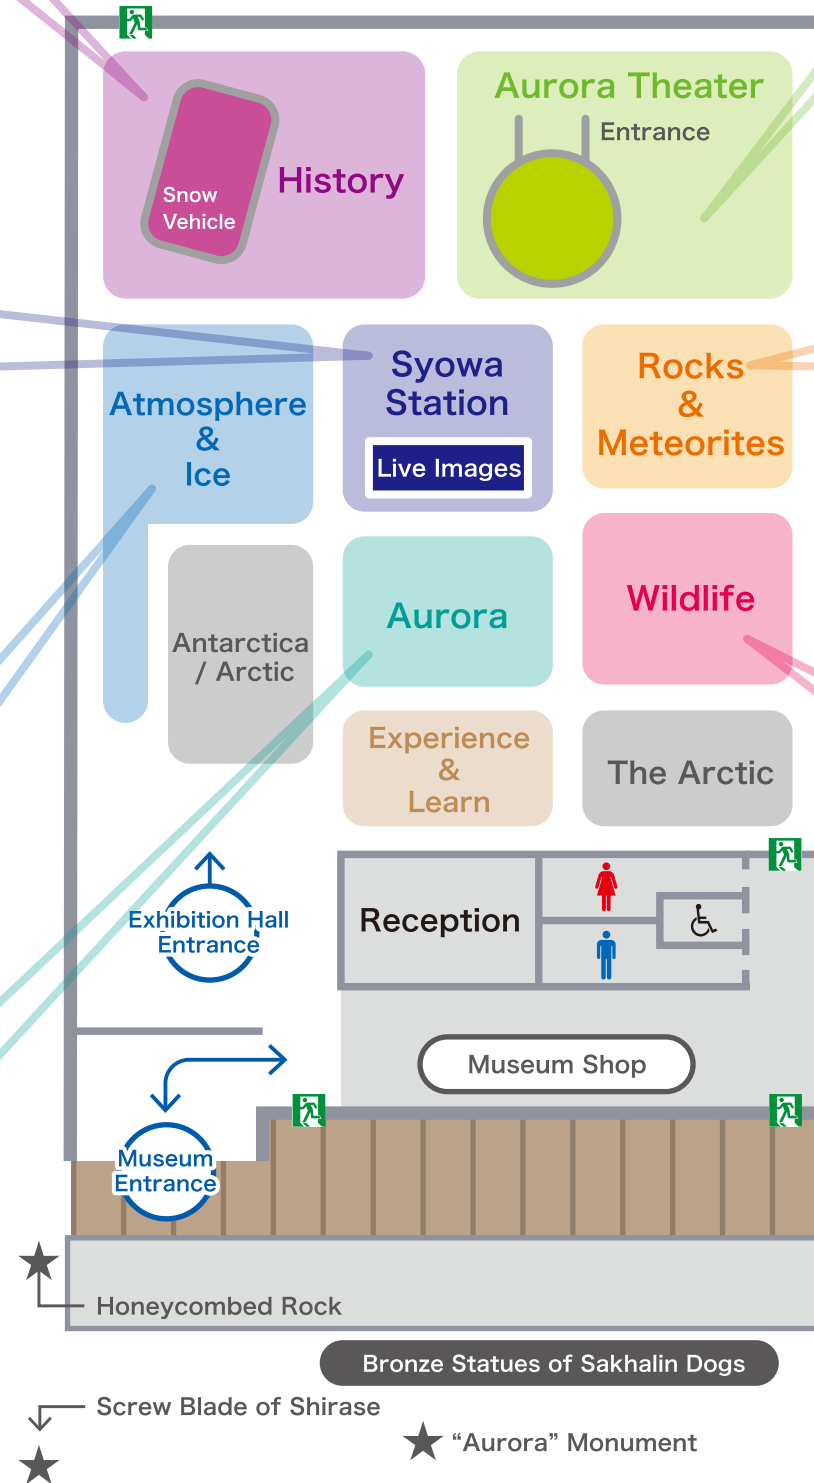 Aurora Theater
Entrance
Snow
Vehicle
History
Atmosphere
&
Ice
Syowa
Station
Live Images
Rocks
&
Meteorites
Antarctica
/ Arctic
Aurora
Wildlife
Experience
&
Learn
The Arctic
Exhibition Hall
Entrance
Reception
Museum Shop
Museum
Entrance
Honeycombed Rock
Bronze Statues of Sakhalin Dogs
Screw Blade of Shirase
“Aurora” Monument